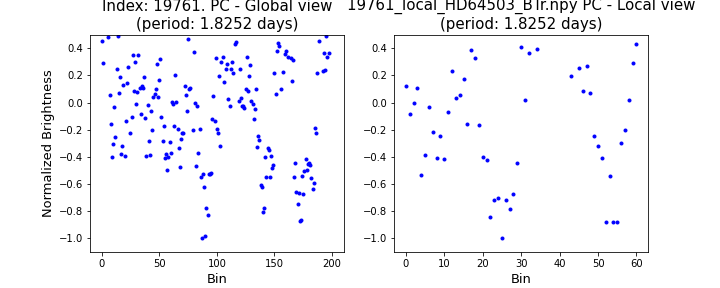 Index: 19761. PC - Global view
(period: 1.8252 days)
19761_local_HD64503_BTr.npy PC - Local view
(period: 1.8252 days)
Normalized Brightness
0.4
0.2
0.0
−0.2
−0.4
−0.6
−0.8
−1.0
0 50 100 150 200
Bin
0.4
0.2
0.0
−0.2
−0.4
−0.6
−0.8
−1.0
0 10 20 30 40 50 60
Bin